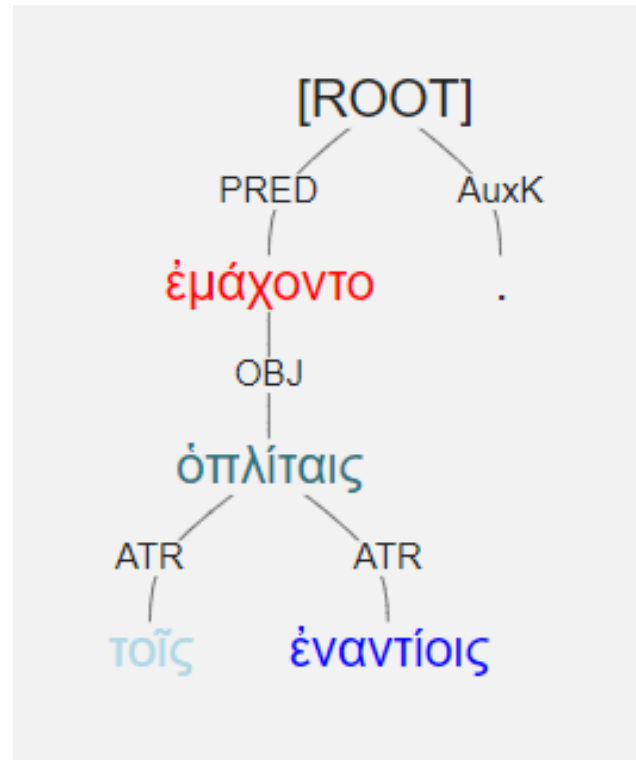 [ROOT]
PRED AuxK
ἐμάχοντο .
OBJ
ὁπλίταις
ATR ATR
τοῖς ἐναντίοις